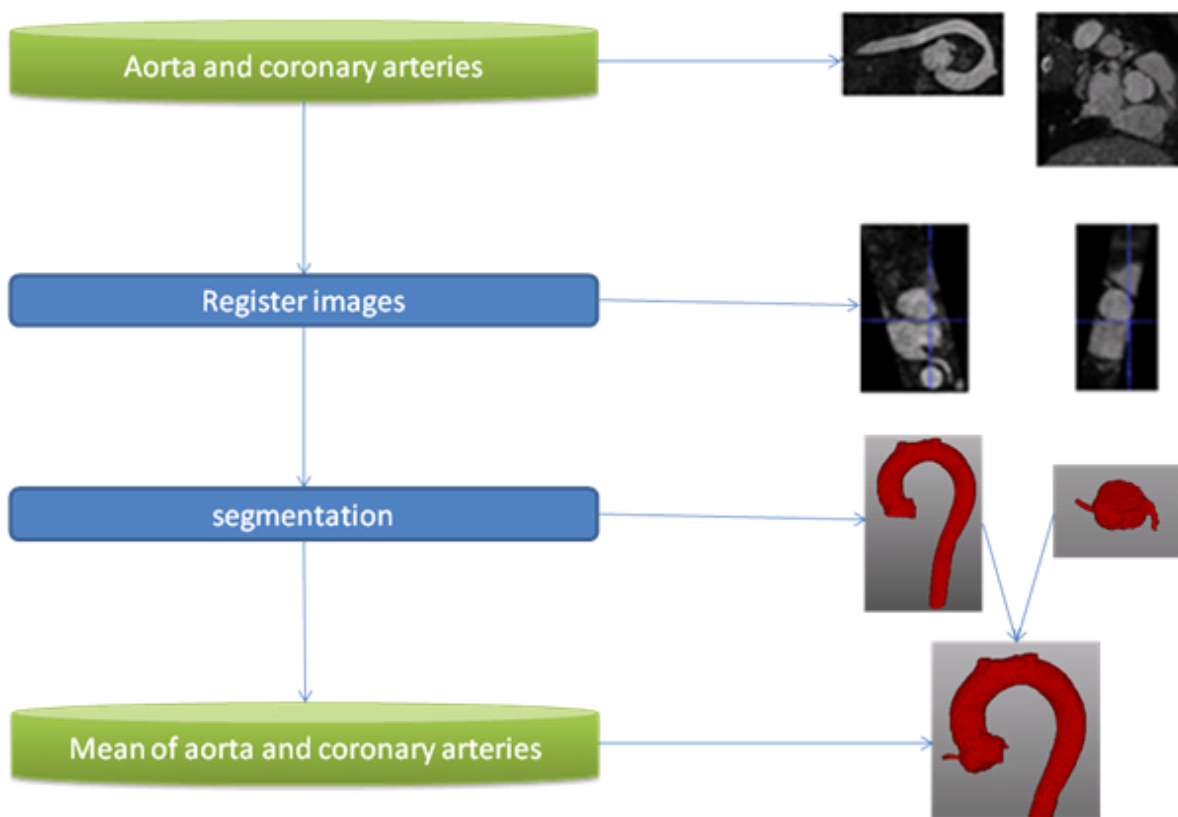 Aorta and coronary arteries
Register images
segmentation
Mean of aorta and coronary arteries